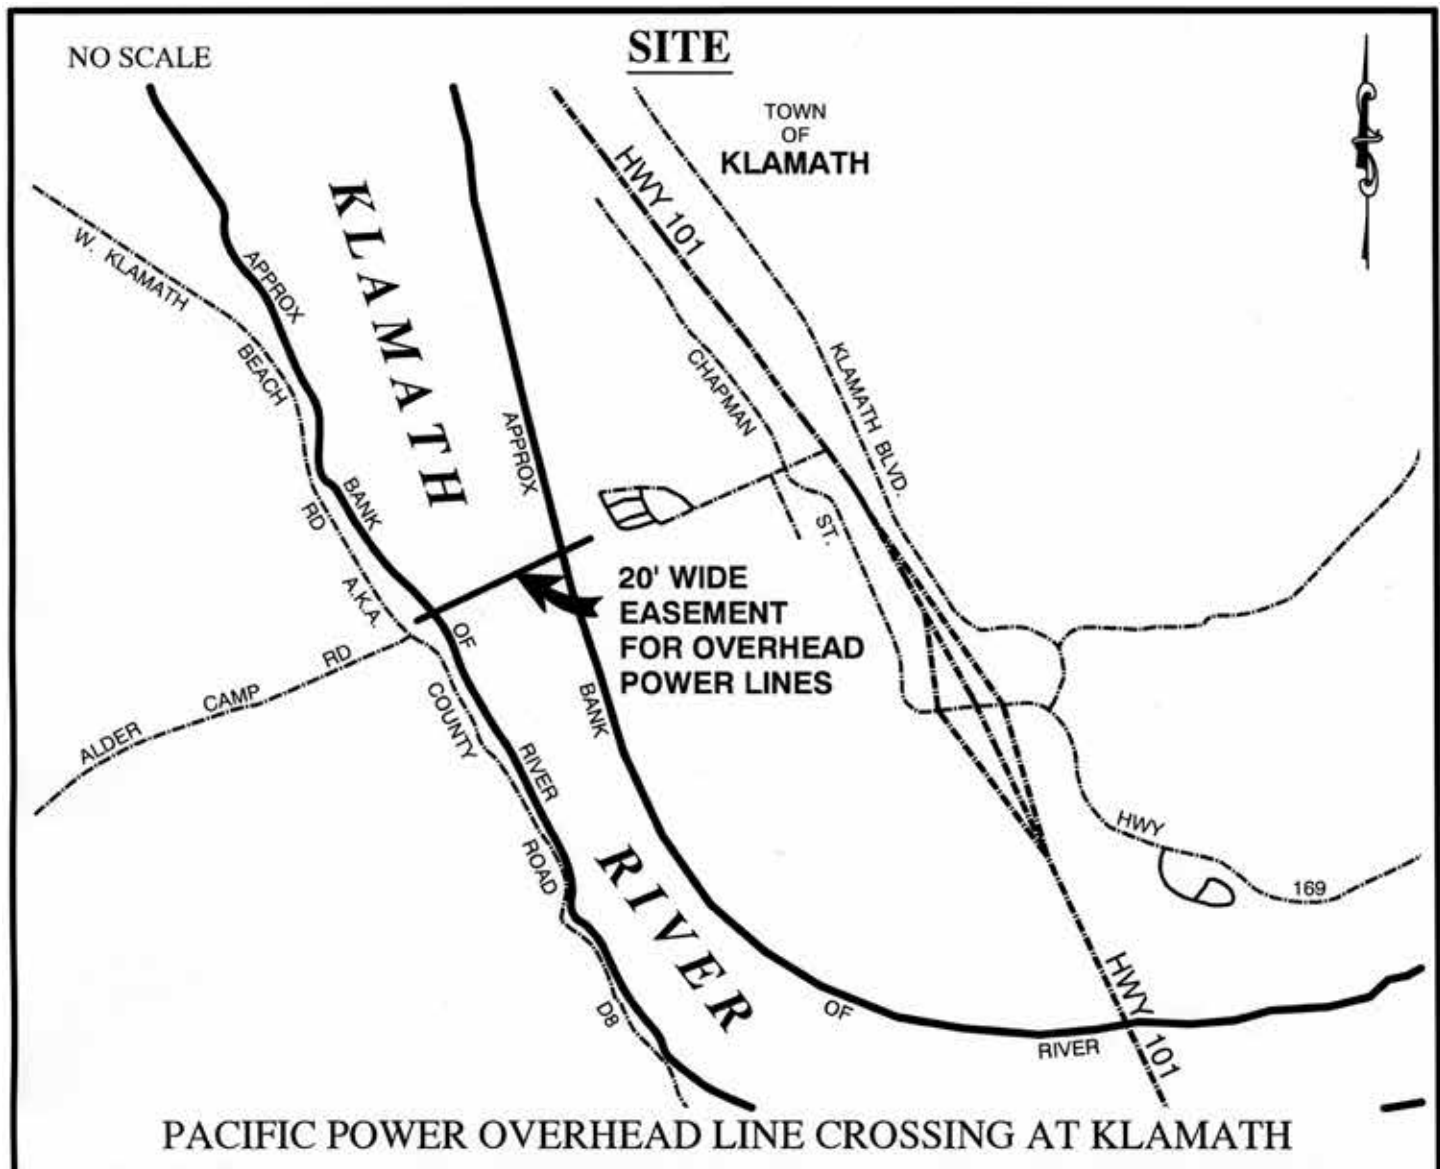 NO SCALE
SITE
TOWN
OF
KLAMATH
HWY 101
KLAMATH
RIVER
W. KLAMATH
BEACH
RD
A.K.A.
COUNTY
ROAD
D8
APPROX
BANK
OF
RIVER
APPROX
BANK
OF
RIVER
CHAPMAN
ST.
KLAMATH BLVD.
20' WIDE
EASEMENT
FOR OVERHEAD
POWER LINES
ALDER CAMP RD
HWY
169
HWY 101
PACIFIC POWER OVERHEAD LINE CROSSING AT KLAMATH